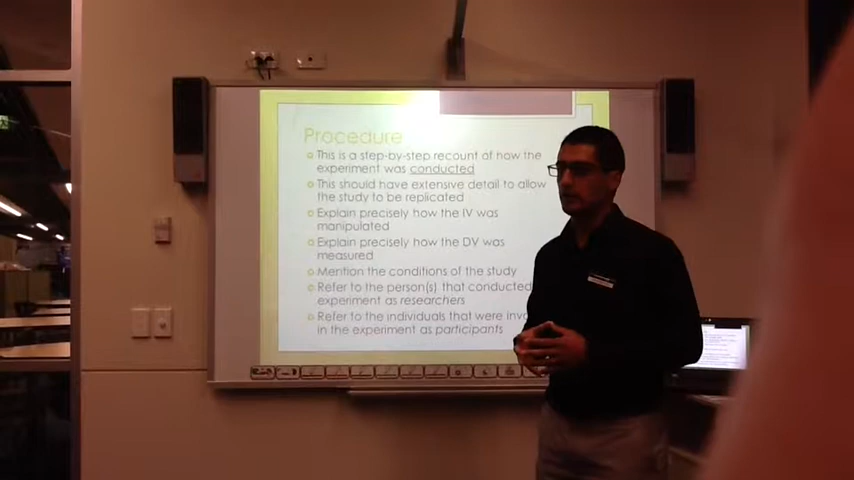 Procedure
This is a step-by-step recount of how the
experiment was conducted
This should have extensive detail to allow
the study to be replicated
Explain precisely how the IV was
manipulated
Explain precisely how the DV was
measured
Mention the conditions of the study
Refer to the person(s) that conducted
experiment as researchers
Refer to the individuals that were
in the experiment as participants.